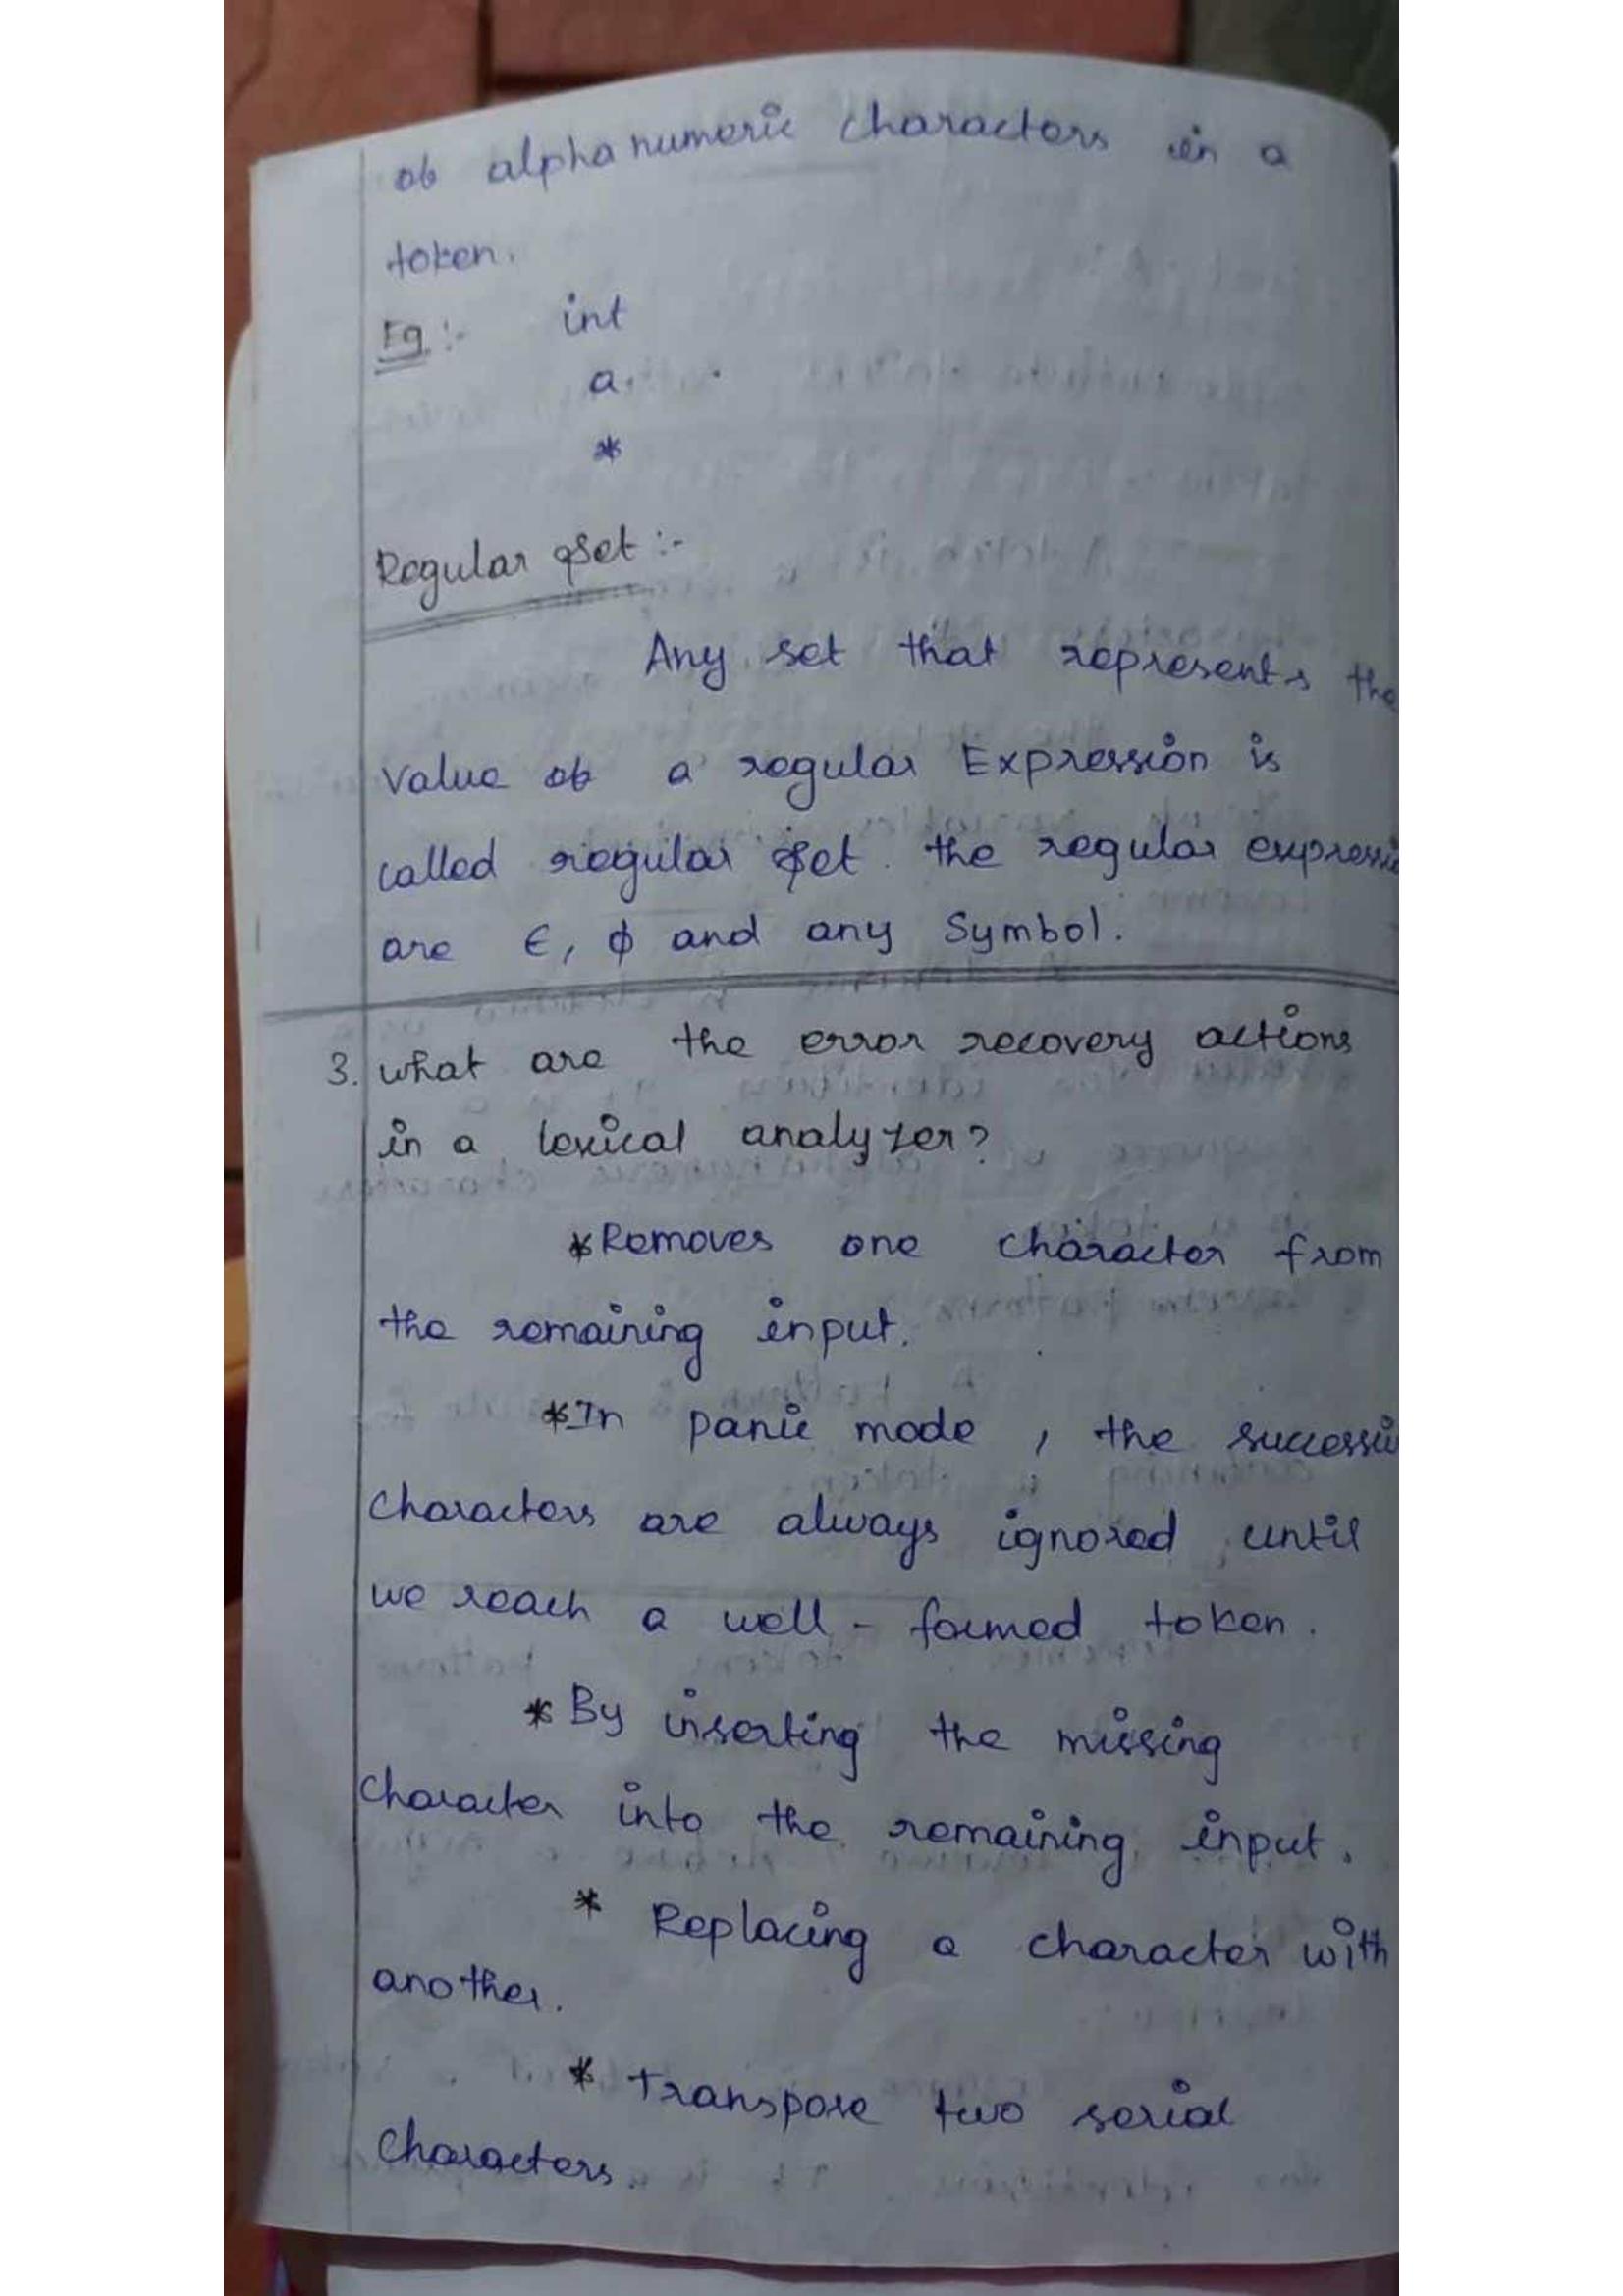 of alphanumeric characters in a
token.
Eg :- int
a
*
Regular Set :-
Any set that represents the
value of a regular Expression is
called regular set. the regular expressi
are ε, φ and any Symbol.
3. what are the error recovery actions
in a lexical analyzer?
*Removes one character from
the remaining input.
*In panic mode , the successi
characters are always ignored until
we reach a well - formed token.
*By inserting the missing
character into the remaining input.
* Replacing a character with
another.
* Transpose two serial
characters.